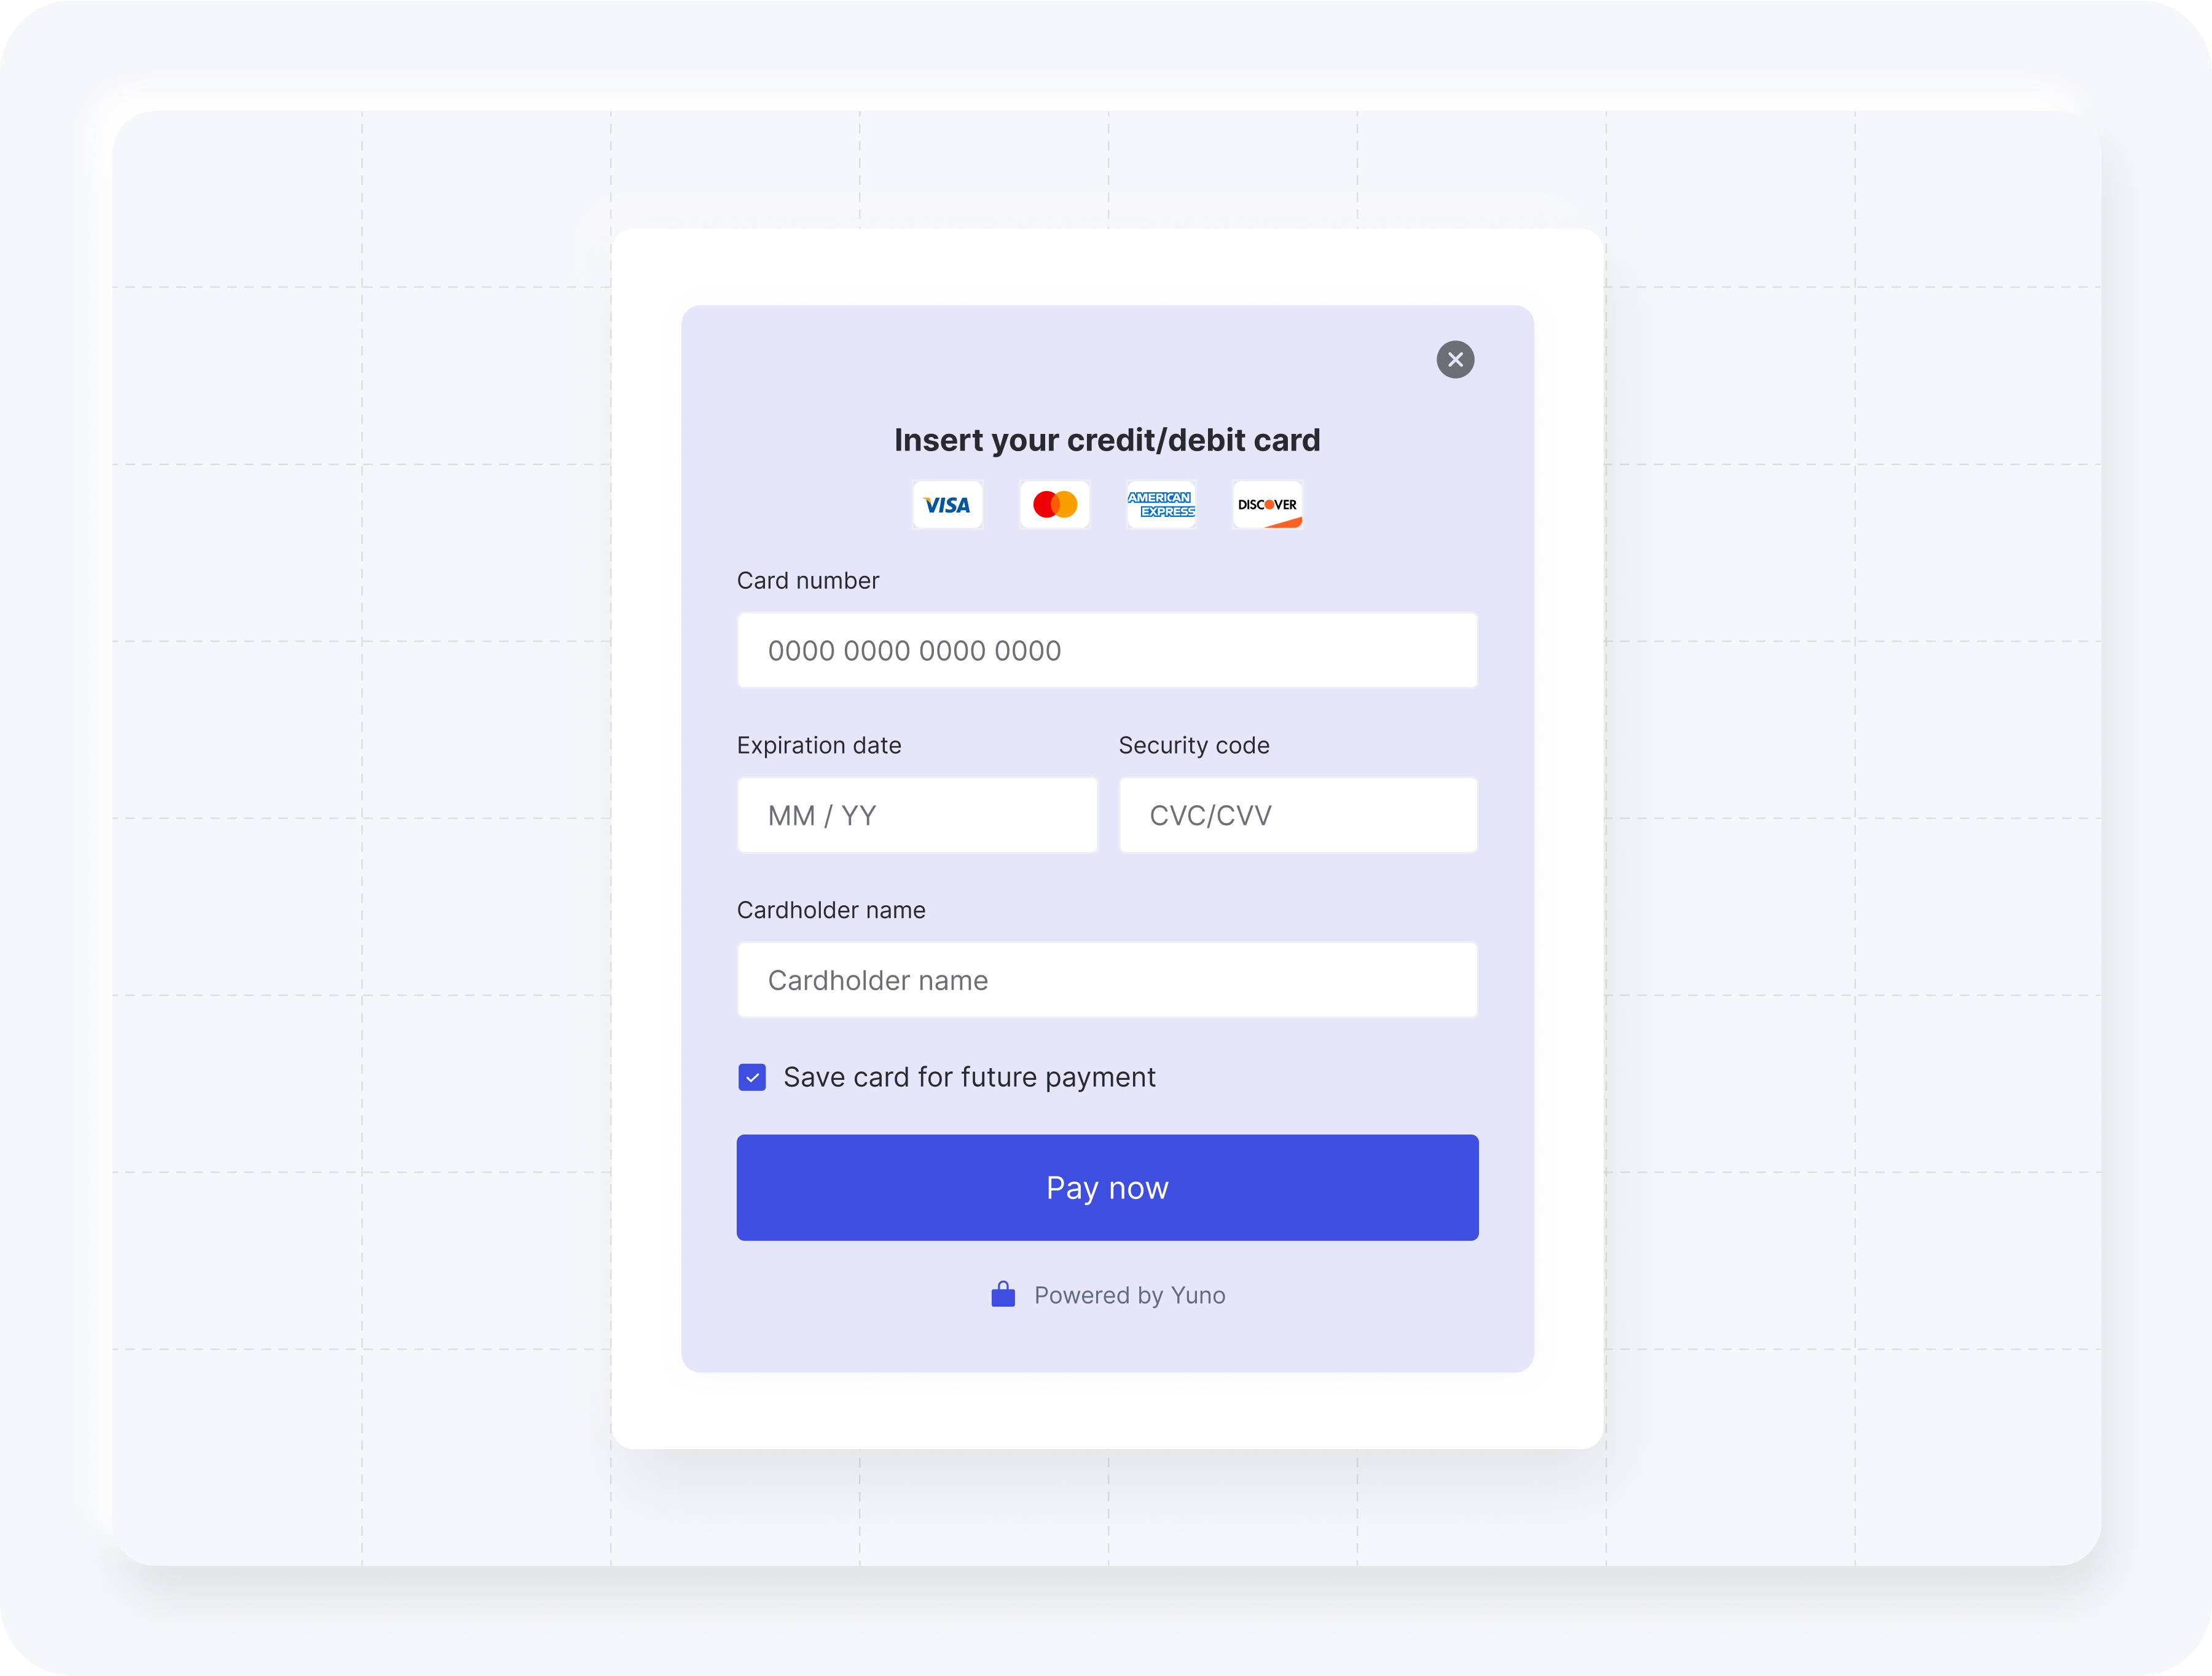 Insert your credit/debit card
VISA
AMERICAN
EXPRESS
DISCOVER
Card number
0000 0000 0000 0000
Expiration date
Security code
MM / YY
CVC/CVV
Cardholder name
Cardholder name
Save card for future payment
Pay now
Powered by Yuno